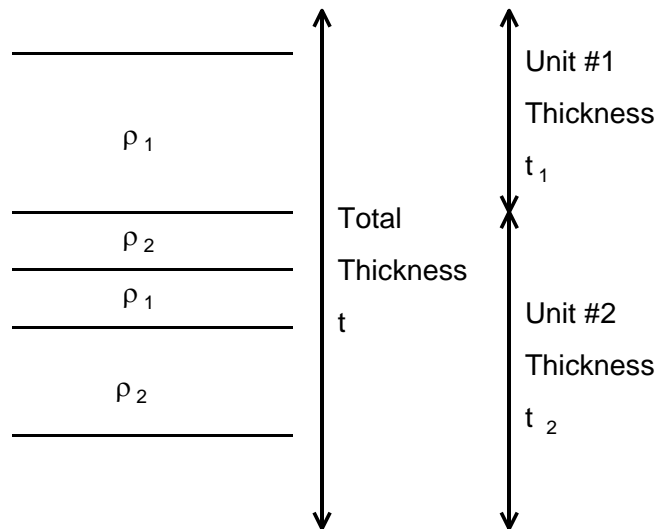 ρ 1
ρ 2
ρ 1
ρ 2
Total
Thickness
t
Unit #1
Thickness
t 1
Unit #2
Thickness
t 2